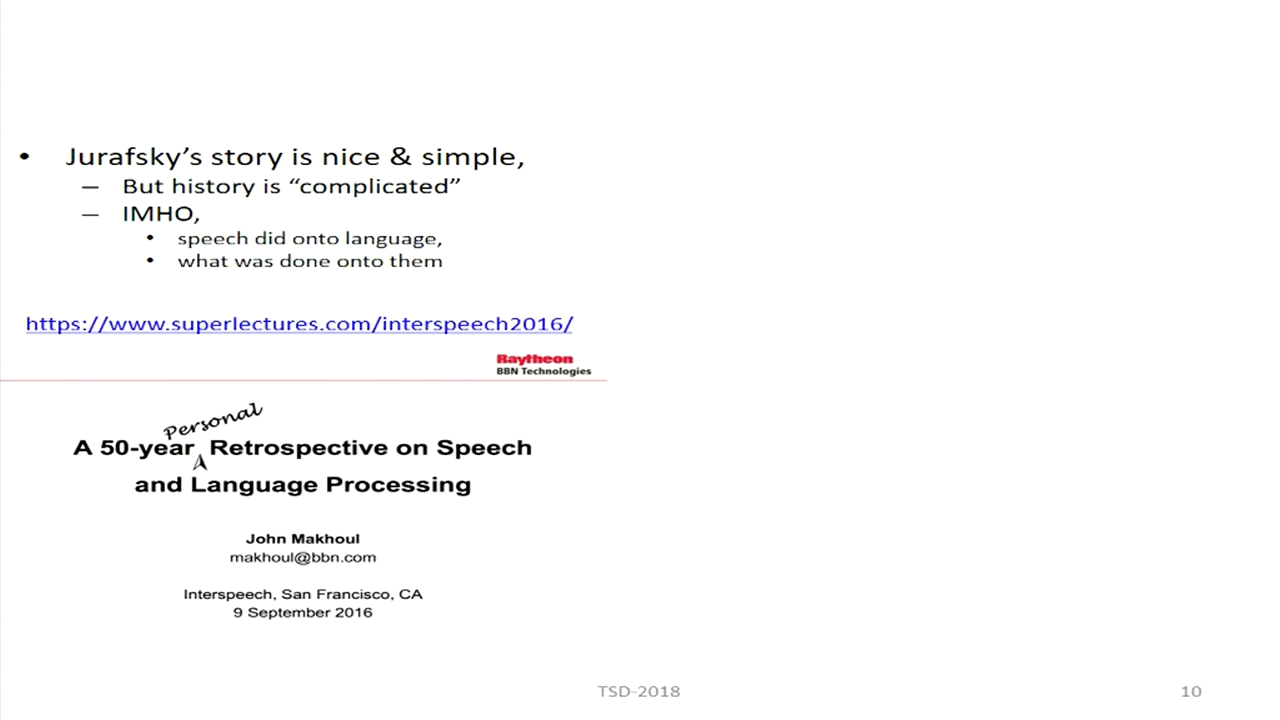 • Jurafsky's story is nice & simple,
– But history is “complicated”
– IMHO,
• speech did onto language,
• what was done onto them
https://www.superlectures.com/interspeech2016/
Raytheon
BBN Technologies
Personal
A 50-year Retrospective on Speech
and Language Processing
John Makhoul
makhoul@bbn.com
Interspeech, San Francisco, CA
9 September 2016
TSD-2018
10